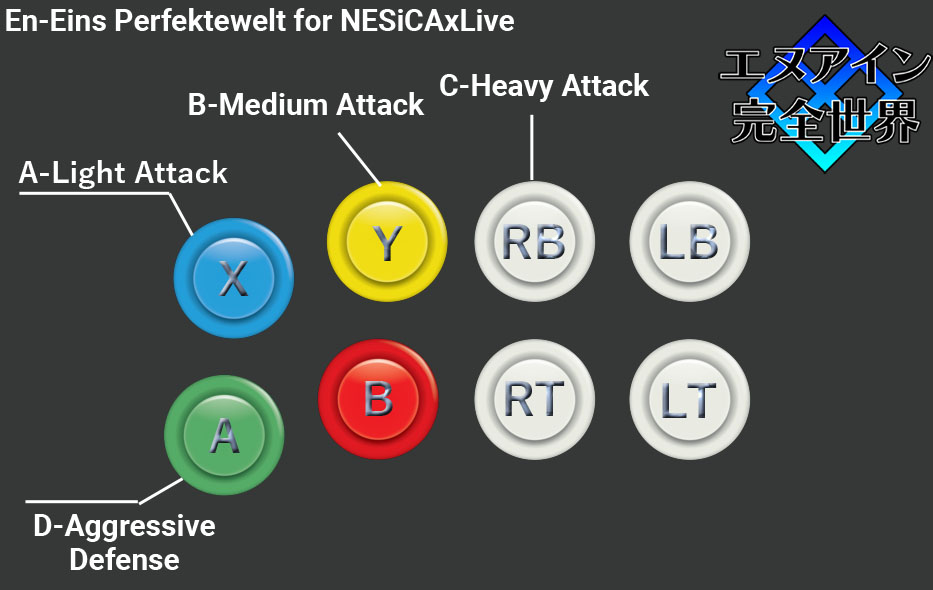 En-Eins Perfektewelt for NESiCAxLive
エヌアイン
完全世界
C-Heavy Attack
B-Medium Attack
A-Light Attack
X
Y
RB
LB
A
B
RT
LT
D-Aggressive
Defense